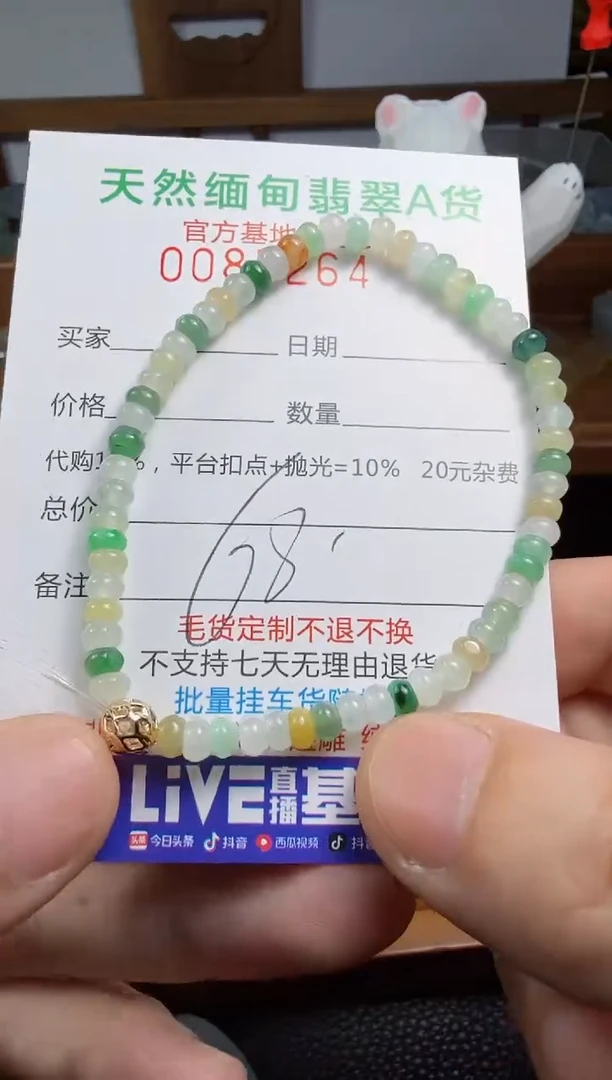 天然缅甸翡翠A货
官方基地
008 264
买家 日期
价格 数量
代购1 %，平台扣点+抛光=10% 20元杂费
总价
68
备注
毛货定制不退不换
不支持七天无理由退货
批量挂车货
雕
LiVE直播基
头条 今日头条 抖音 西瓜视频 抖